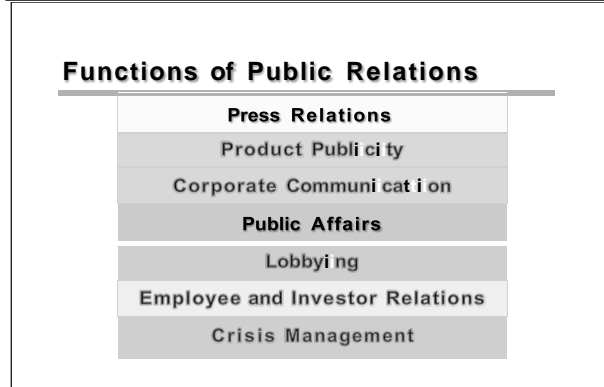 Functions of Public Relations
Press Relations
Product Publicity
Corporate Communication
Public Affairs
Lobbying
Employee and Investor Relations
Crisis Management